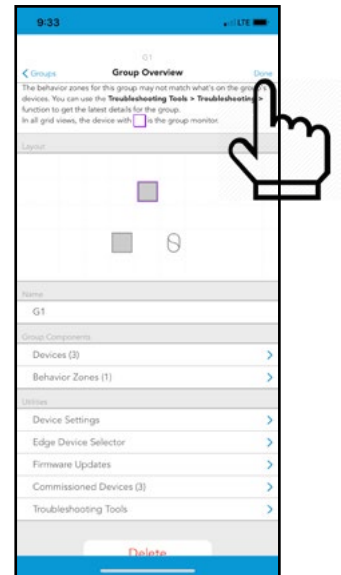 9:33
LTE
G1
Groups
Group Overview
Done
The behavior zones for this group may not match what's on the group's
devices. You can use the Troubleshooting Tools > Troubleshooting >
function to get the latest details for the group.
In all grid views, the device with is the group monitor.
Layout
Name
G1
Group Components
Devices (3)
Behavior Zones (1)
Utilities
Device Settings
Edge Device Selector
Firmware Updates
Commissioned Devices (3)
Troubleshooting Tools
Delete